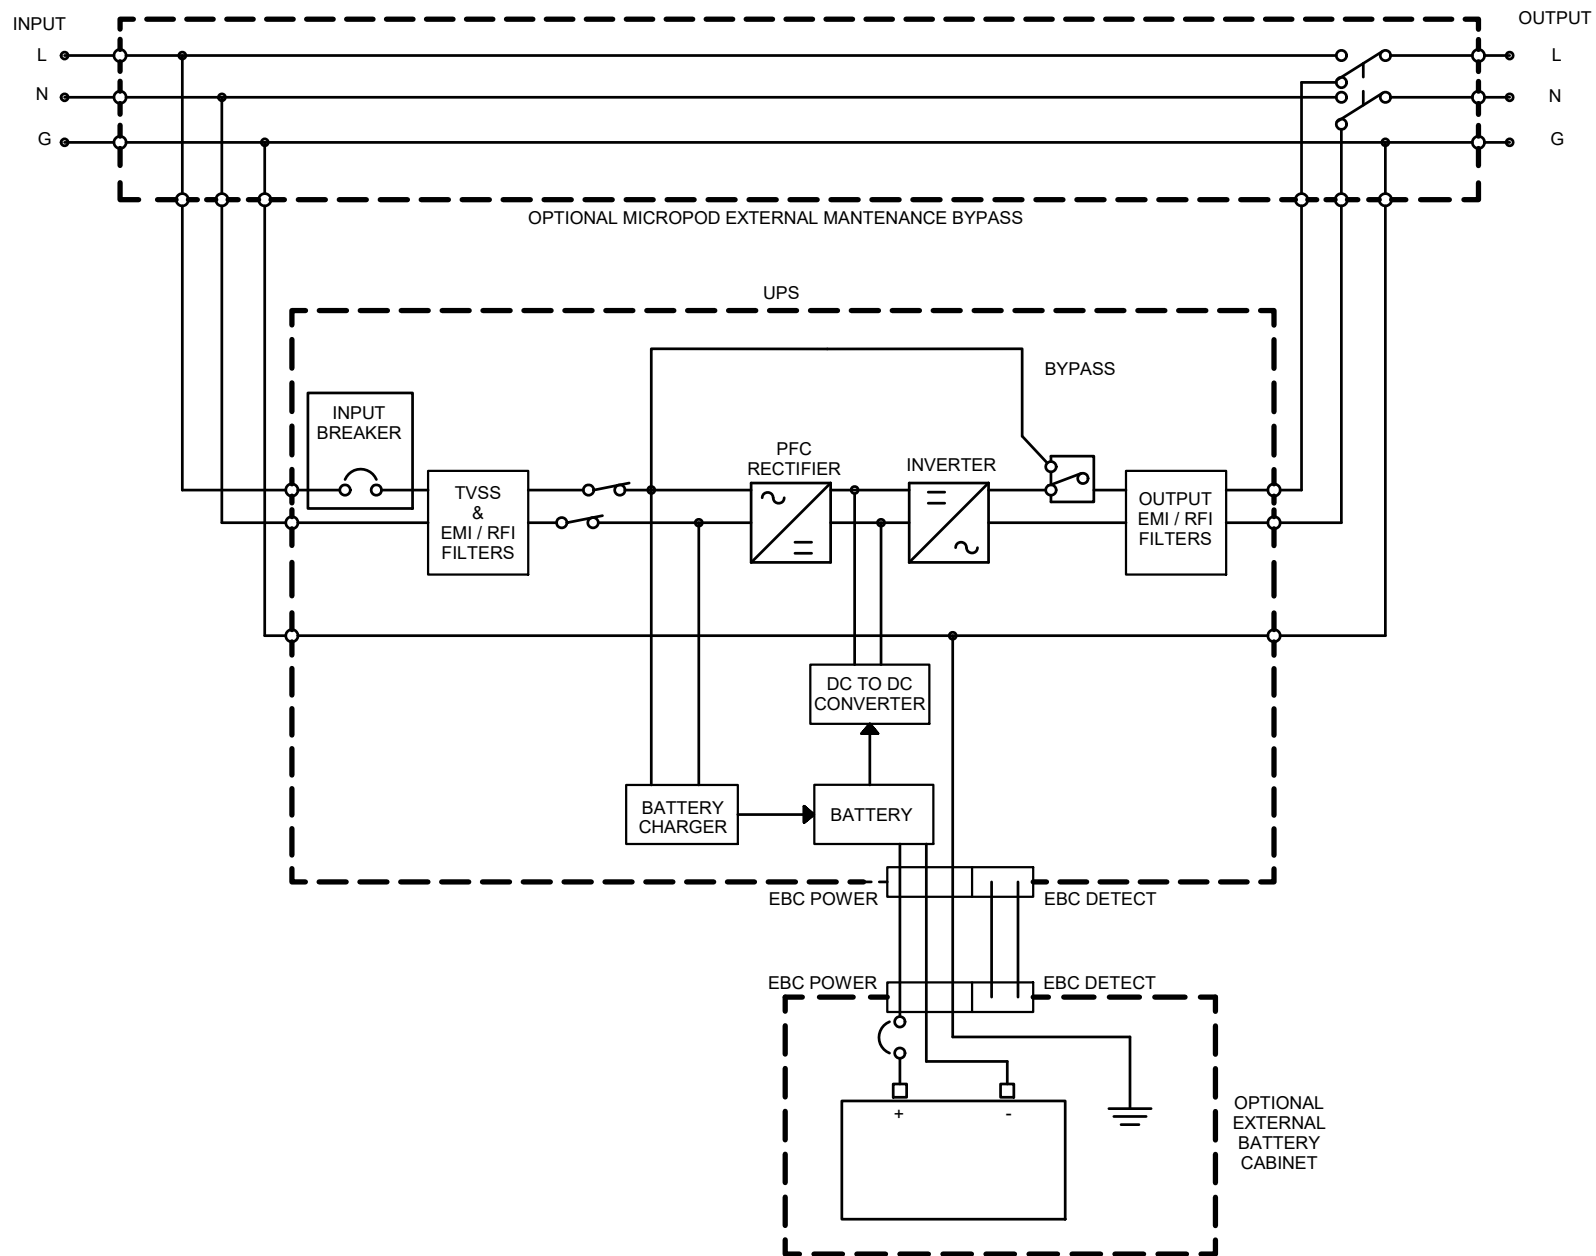 INPUT
OUTPUT
L
L
N
N
G
G
OPTIONAL MICROPOD EXTERNAL MANTENANCE BYPASS
UPS
BYPASS
INPUT
BREAKER
TVSS
&
EMI / RFI
FILTERS
PFC
RECTIFIER
INVERTER
OUTPUT
EMI / RFI
FILTERS
DC TO DC
CONVERTER
BATTERY
CHARGER
BATTERY
EBC POWER
EBC DETECT
EBC POWER
EBC DETECT
+
-
OPTIONAL
EXTERNAL
BATTERY
CABINET